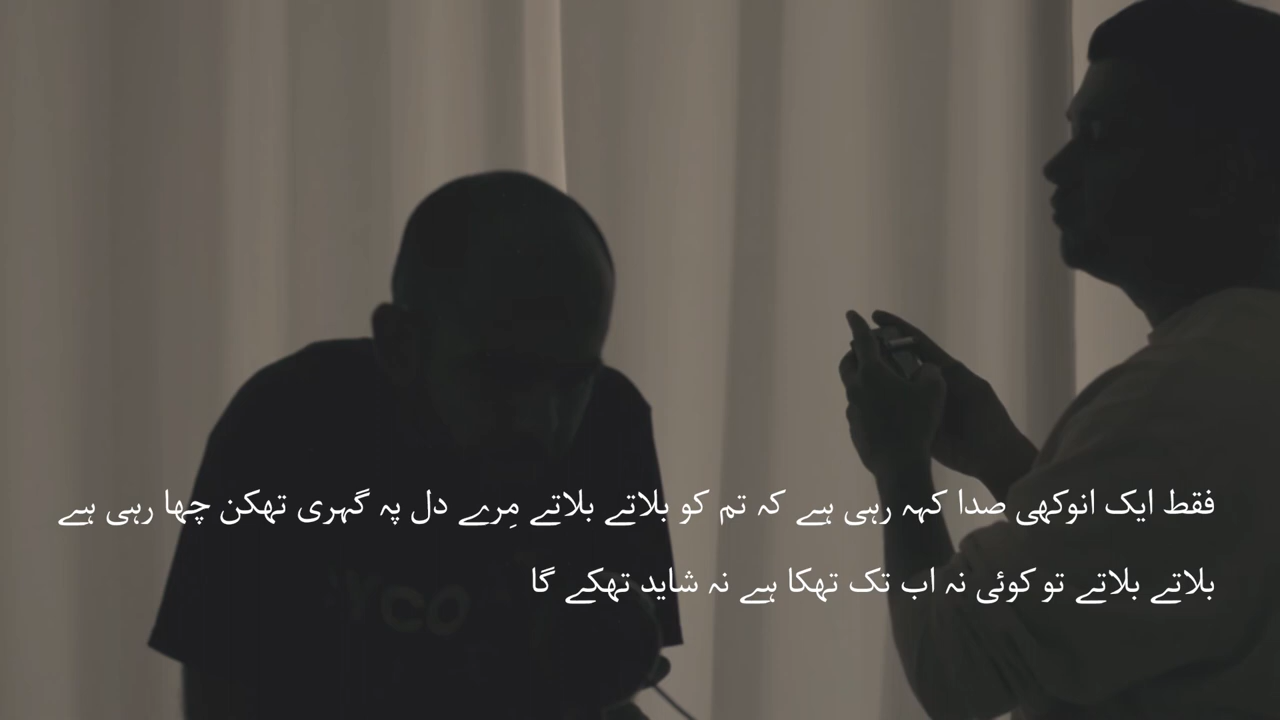 فقط ایک انوکھی صدا کہہ رہی ہے کہ تم کو بلاتے بلاتے مِرے دل پہ گہری تھکن چھا رہی ہے
بلاتے بلاتے تو کوئی نہ اب تک تھکا ہے نہ شاید تھکے گا
YCO